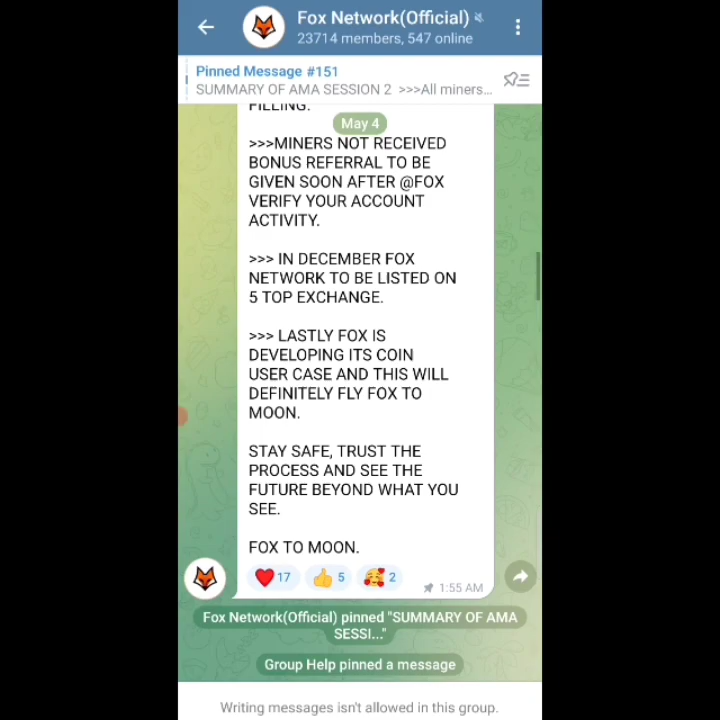 Fox Network(Official)
23714 members, 547 online
Pinned Message #151
SUMMARY OF AMA SESSION 2 >>>All miners...
FILLING.
May 4
>>>MINERS NOT RECEIVED
BONUS REFERRAL TO BE
GIVEN SOON AFTER @FOX
VERIFY YOUR ACCOUNT
ACTIVITY.
>>> IN DECEMBER FOX
NETWORK TO BE LISTED ON
5 TOP EXCHANGE.
>>> LASTLY FOX IS
DEVELOPING ITS COIN
USER CASE AND THIS WILL
DEFINITELY FLY FOX TO
MOON.
STAY SAFE, TRUST THE
PROCESS AND SEE THE
FUTURE BEYOND WHAT YOU
SEE.
FOX TO MOON.
17 5 2
1:55 AM
Fox Network(Official) pinned "SUMMARY OF AMA
SESSI..."
Group Help pinned a message
Writing messages isn't allowed in this group.